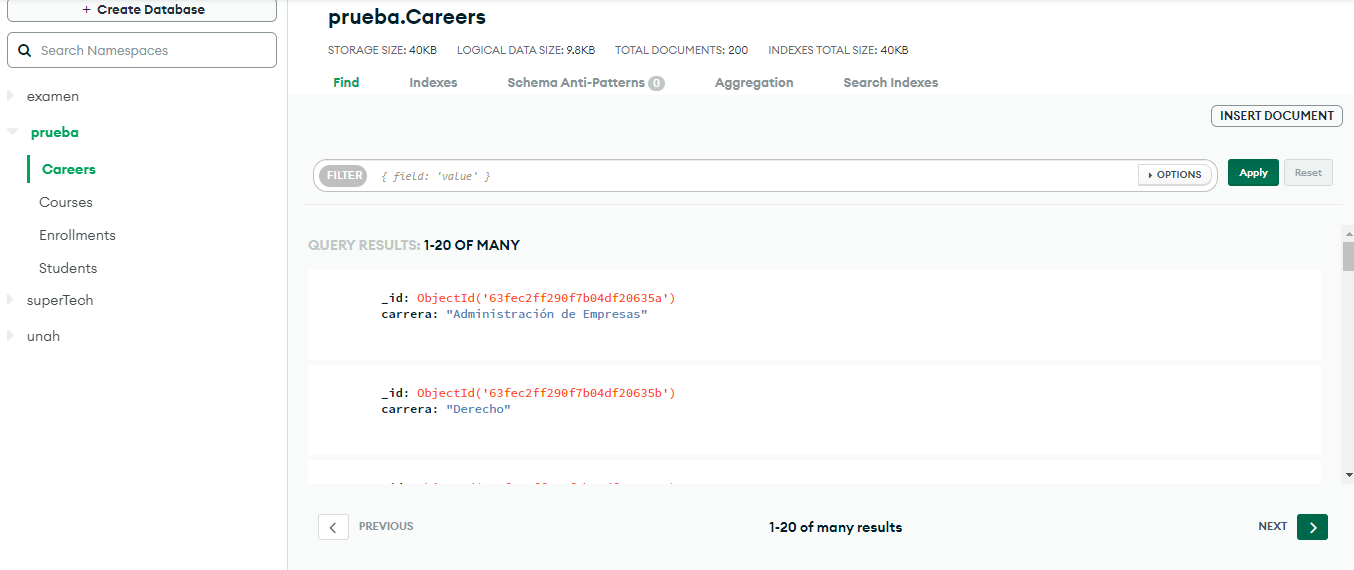 + Create Database
Search Namespaces
examen
prueba
Careers
Courses
Enrollments
Students
superTech
unah
prueba.Careers
STORAGE SIZE: 40KB LOGICAL DATA SIZE: 9.8KB TOTAL DOCUMENTS: 200 INDEXES TOTAL SIZE: 40KB
Find Indexes Schema Anti-Patterns 0 Aggregation Search Indexes
INSERT DOCUMENT
FILTER { field: 'value' } OPTIONS Apply Reset
QUERY RESULTS: 1-20 OF MANY
_id: ObjectId('63fec2ff290f7b04df20635a')
carrera: "Administración de Empresas"
_id: ObjectId('63fec2ff290f7b04df20635b')
carrera: "Derecho"
PREVIOUS 1-20 of many results NEXT